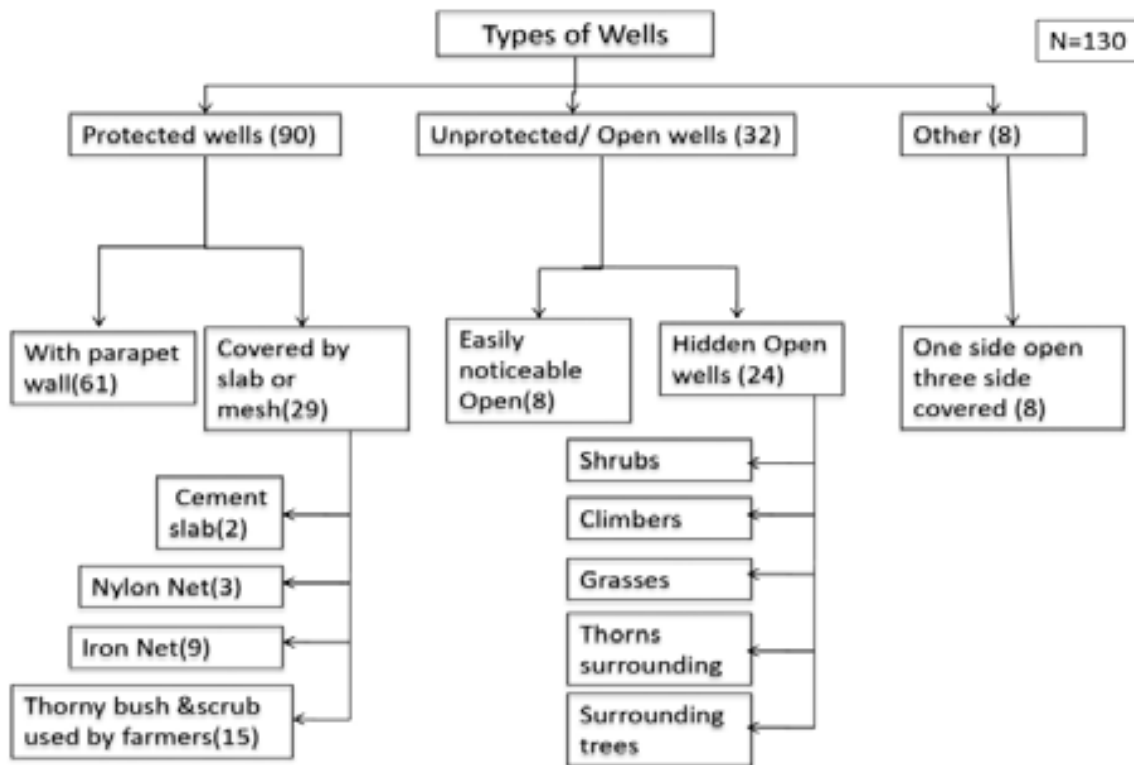 Types of Wells
N=130
Protected wells (90)
Unprotected/ Open wells (32)
Other (8)
With parapet
wall(61)
Covered by
slab or
mesh(29)
Easily
noticeable
Open(8)
Hidden Open
wells (24)
One side open
three side
covered (8)
Cement
slab(2)
Nylon Net(3)
Iron Net(9)
Thorny bush &scrub
used by farmers(15)
Shrubs
Climbers
Grasses
Thorns
surrounding
Surrounding
trees